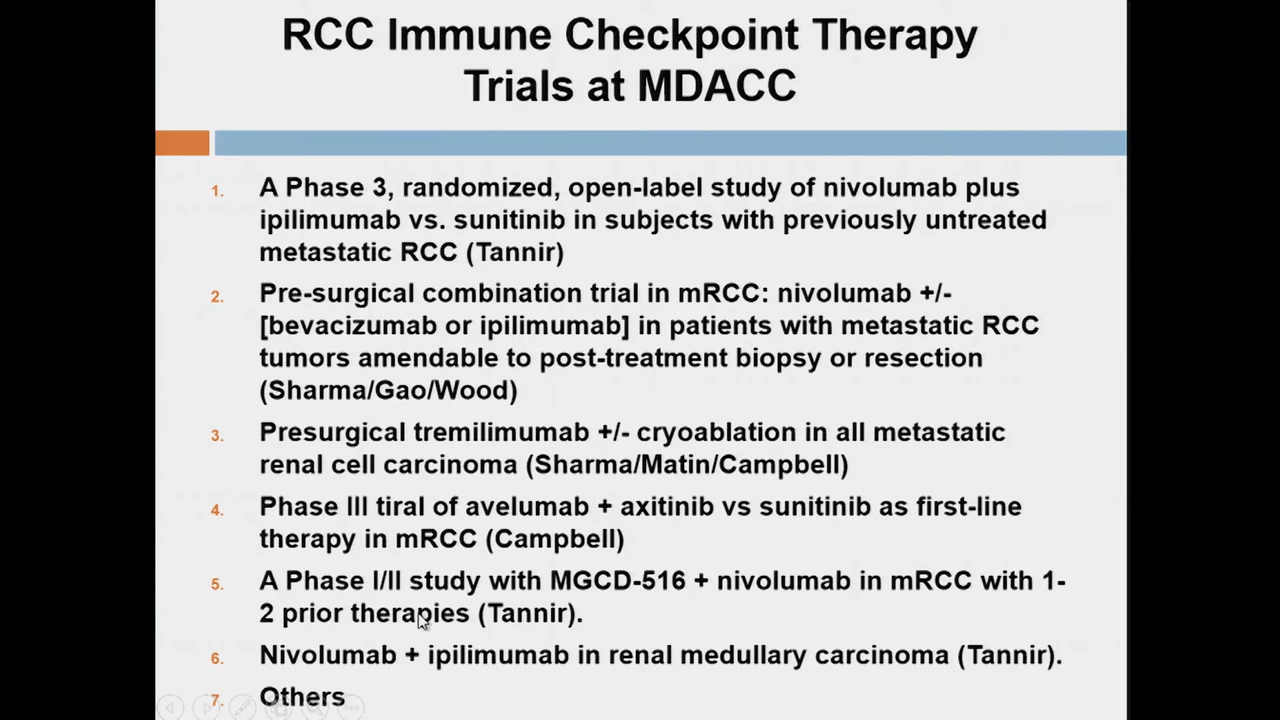 RCC Immune Checkpoint Therapy
Trials at MDACC
1. A Phase 3, randomized, open-label study of nivolumab plus
ipilimumab vs. sunitinib in subjects with previously untreated
metastatic RCC (Tannir)
2. Pre-surgical combination trial in mRCC: nivolumab +/-
[bevacizumab or ipilimumab] in patients with metastatic RCC
tumors amendable to post-treatment biopsy or resection
(Sharma/Gao/Wood)
3. Presurgical tremilimumab +/- cryoablation in all metastatic
renal cell carcinoma (Sharma/Matin/Campbell)
4. Phase III tiral of avelumab + axitinib vs sunitinib as first-line
therapy in mRCC (Campbell)
5. A Phase I/II study with MGCD-516 + nivolumab in mRCC with 1-
2 prior therapies (Tannir).
6. Nivolumab + ipilimumab in renal medullary carcinoma (Tannir).
7. Others